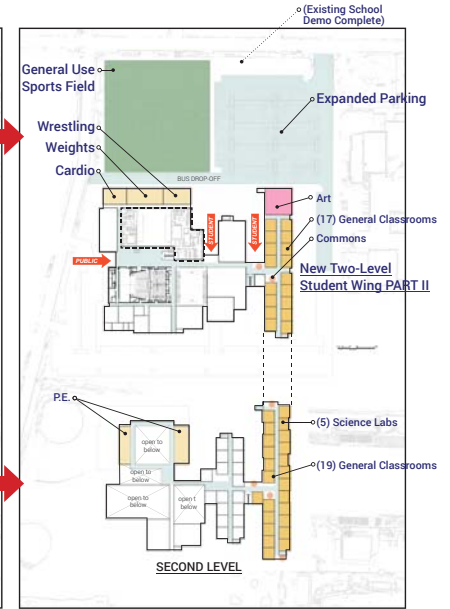 (Existing School
Demo Complete)
General Use
Sports Field
Expanded Parking
Wrestling
Weights
Cardio
BUS DROP-OFF
Art
(17) General Classrooms
Commons
STUDENT
STUDENT
PUBLIC
New Two-Level
Student Wing PART II
P.E.
(5) Science Labs
open to
below
(19) General Classrooms
open to
below
open to
below
open t
below
SECOND LEVEL